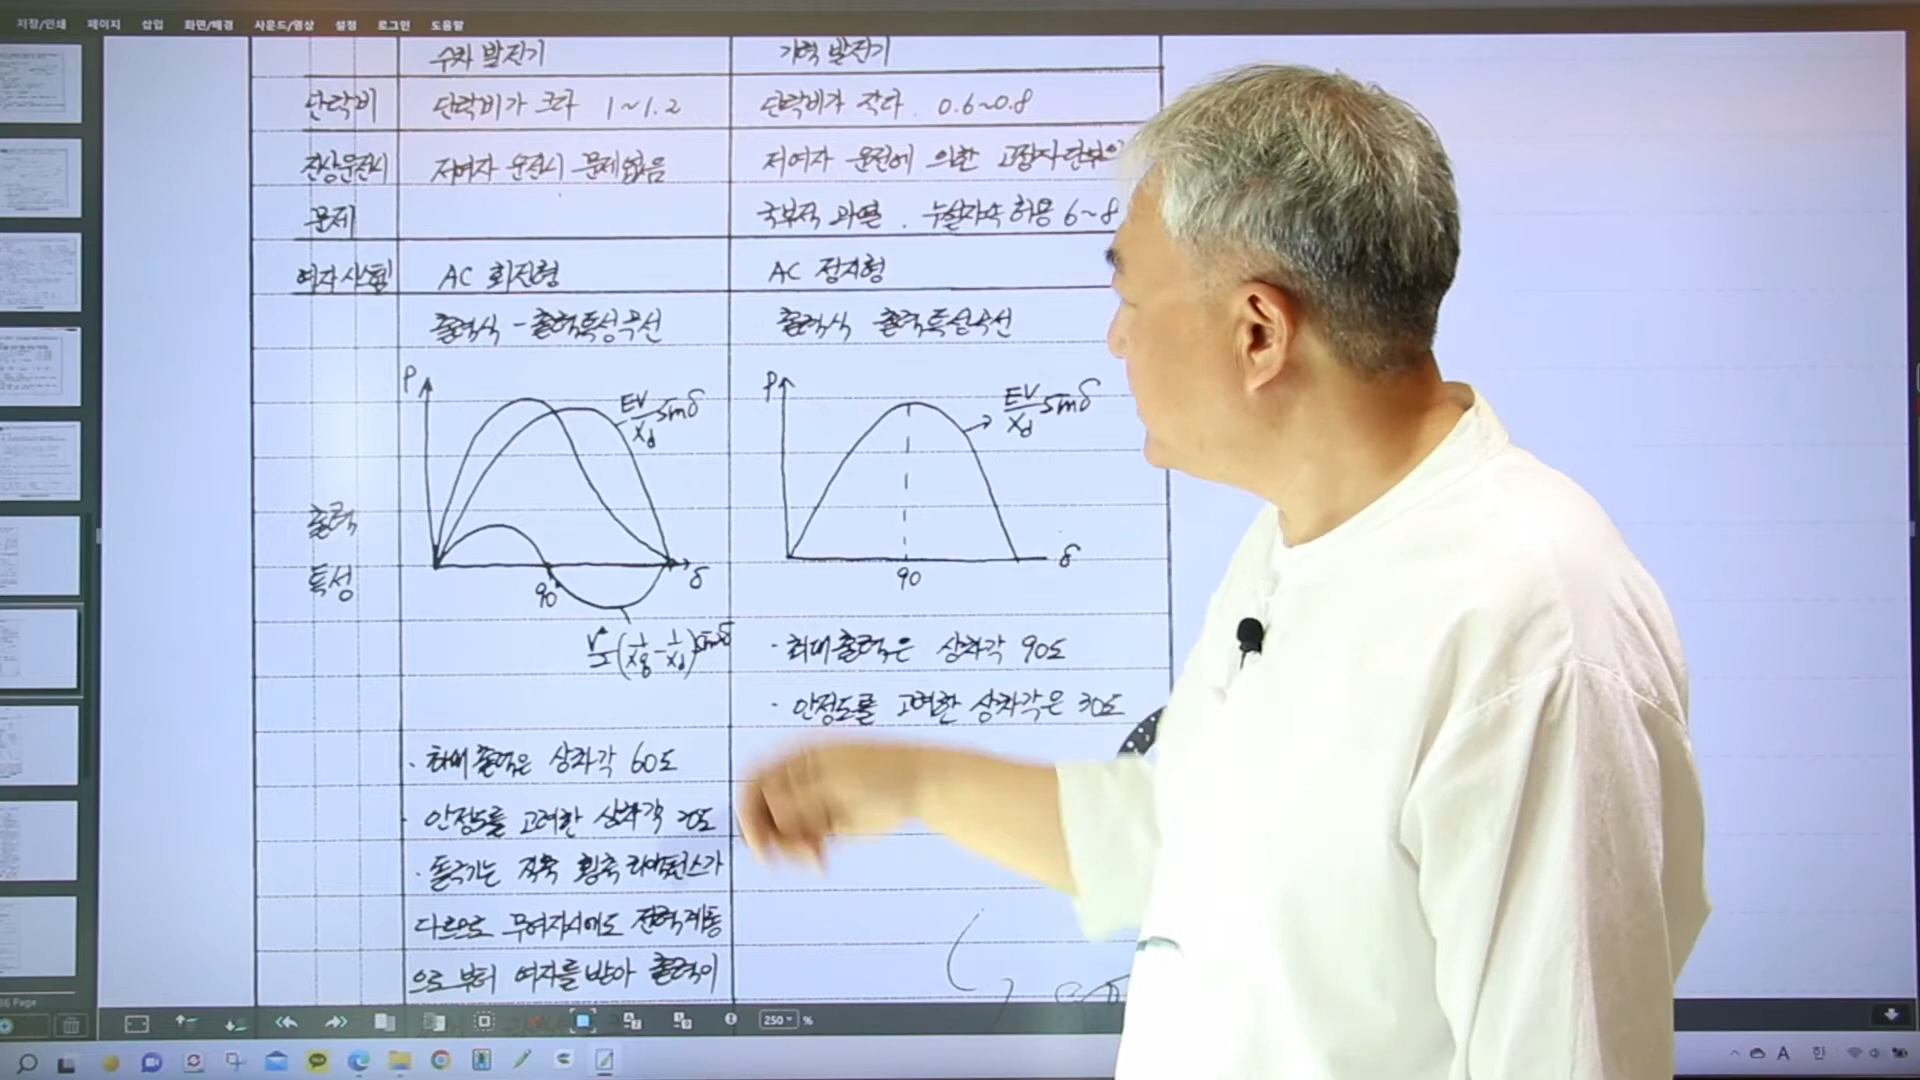 저장/인쇄 페이지 삽입 화면/배경 사운드/영상 설정 로그인 도움말
수차 발전기 기력 발전기
단락비 단락비가 크다 1~1.2 단락비가 작다. 0.6~0.8
진상운전시 저여자 운전시 문제없음 저여자 운전에 의한 고정자 단부의
문제 국부적 과열. 누설자속 허용 6~8
여자시스템 AC 회전형 AC 정지형
출력식 - 출력특성곡선 출력식 출력특성곡선
P EV/Xd sinδ P EV/Xd sinδ
출력
특성
90 δ 90 δ
V²/2 (1/Xq - 1/Xd)
· 최대출력은 상차각 90도
· 안정도를 고려한 상차각은 30도
· 최대출력은 상차각 60도
· 안정도를 고려한 상차각 20도
· 돌극기는 직축 횡축 리액턴스가
다르므로 무여자시에도 전력계통
으로 부터 여자를 받아 출력이
86 Page
250 %
A 한